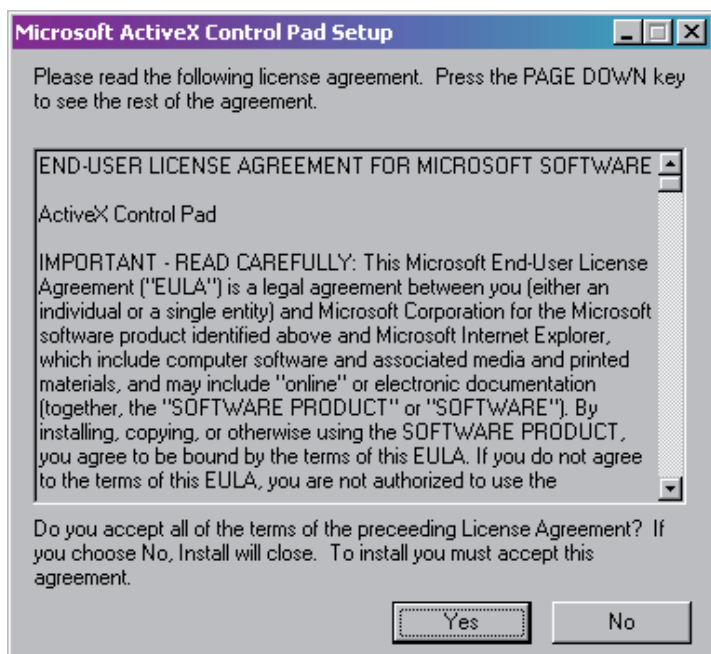 Microsoft ActiveX Control Pad Setup
Please read the following license agreement. Press the PAGE DOWN key
to see the rest of the agreement.
END-USER LICENSE AGREEMENT FOR MICROSOFT SOFTWARE
ActiveX Control Pad
IMPORTANT - READ CAREFULLY: This Microsoft End-User License
Agreement ("EULA") is a legal agreement between you (either an
individual or a single entity) and Microsoft Corporation for the Microsoft
software product identified above and Microsoft Internet Explorer,
which include computer software and associated media and printed
materials, and may include "online" or electronic documentation
(together, the "SOFTWARE PRODUCT" or "SOFTWARE"). By
installing, copying, or otherwise using the SOFTWARE PRODUCT,
you agree to be bound by the terms of this EULA. If you do not agree
to the terms of this EULA, you are not authorized to use the
Do you accept all of the terms of the preceeding License Agreement? If
you choose No, Install will close. To install you must accept this
agreement.
Yes No